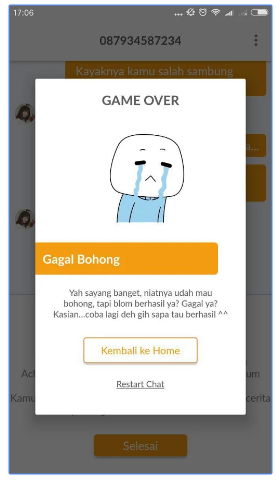 17:06
087934587234
Kayaknya kamu salah sambung
a...
GAME OVER
Gagal Bohong
Yah sayang banget, niatnya udah mau
bohong, tapi blom berhasil ya? Gagal ya?
Kasian...coba lagi deh gih sapa tau berhasil ^^
Kembali ke Home
Restart Chat
Ac
um
Kamu
cerita
Selesai